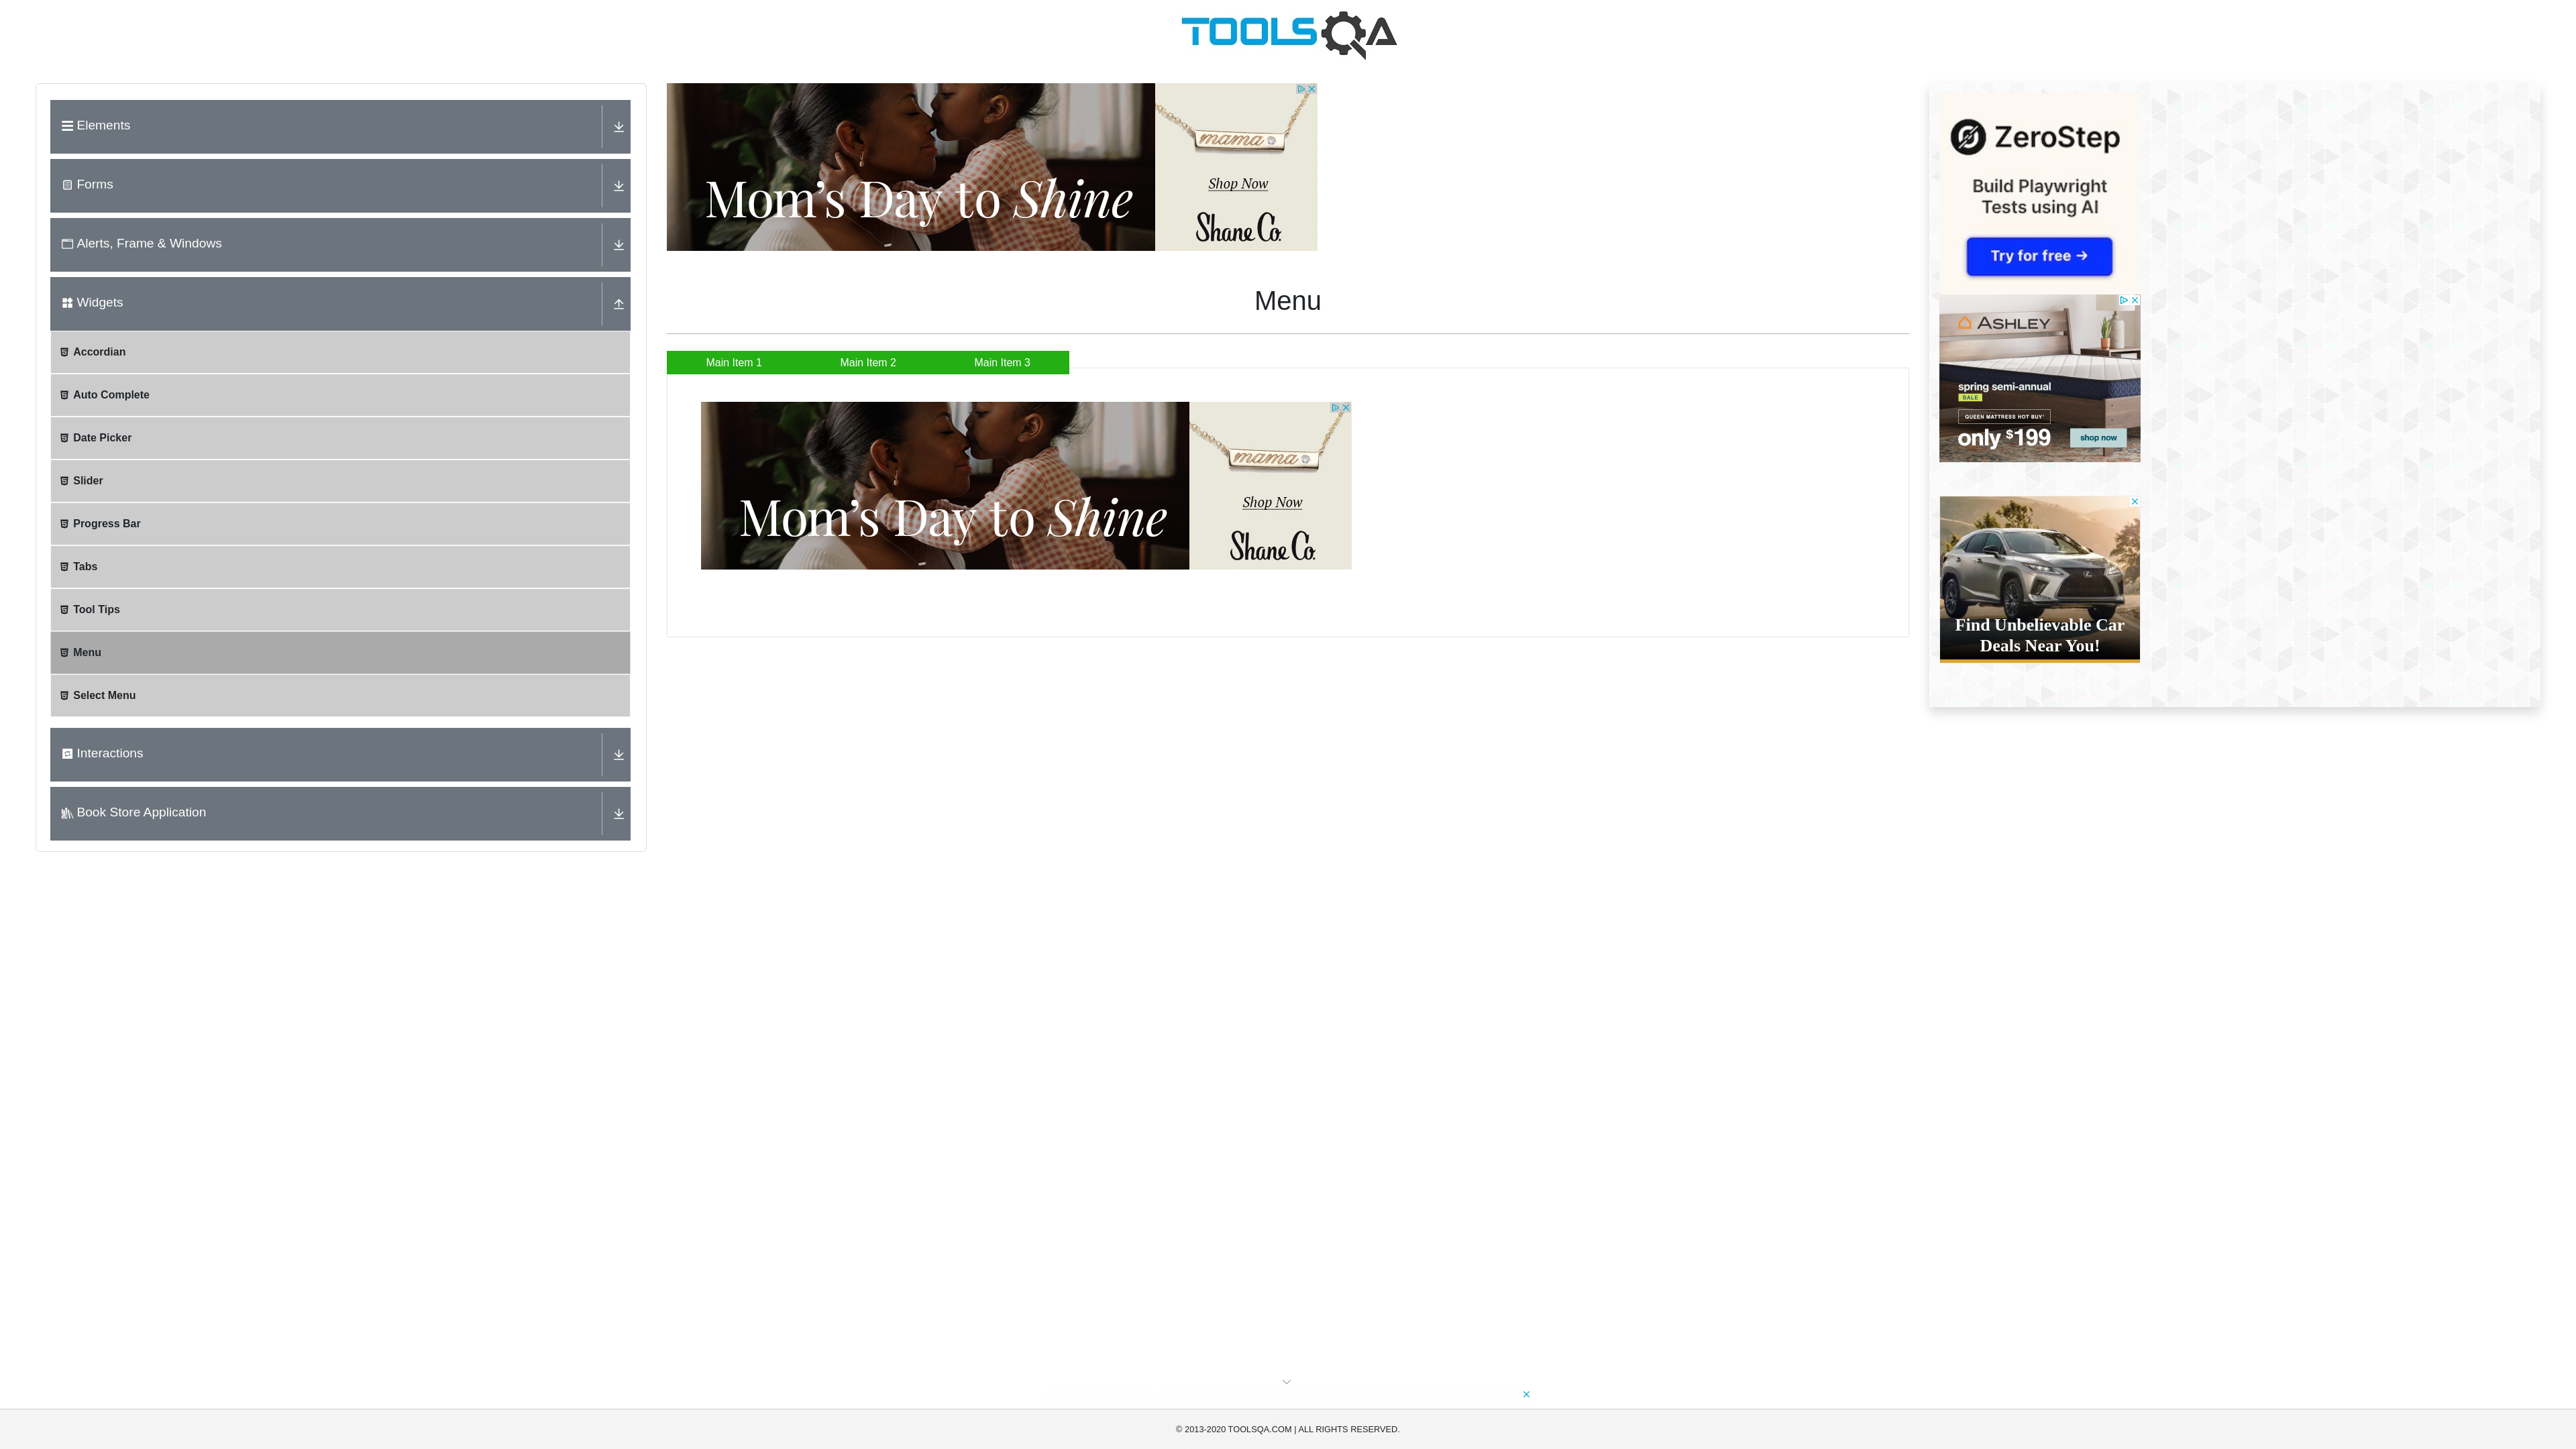 TOOLSQA
Elements
Forms
Alerts, Frame & Windows
Widgets
Accordian
Auto Complete
Date Picker
Slider
Progress Bar
Tabs
Tool Tips
Menu
Select Menu
Interactions
Book Store Application
Mom's Day to Shine
mama
Shop Now
Shane Co.
Menu
Main Item 1
Main Item 2
Main Item 3
Mom's Day to Shine
mama
Shop Now
Shane Co.
ZeroStep
Build Playwright
Tests using AI
Try for free →
ASHLEY
spring semi-annual
SALE
QUEEN MATTRESS HOT BUY*
only $199
shop now
Find Unbelievable Car
Deals Near You!
© 2013-2020 TOOLSQA.COM | ALL RIGHTS RESERVED.